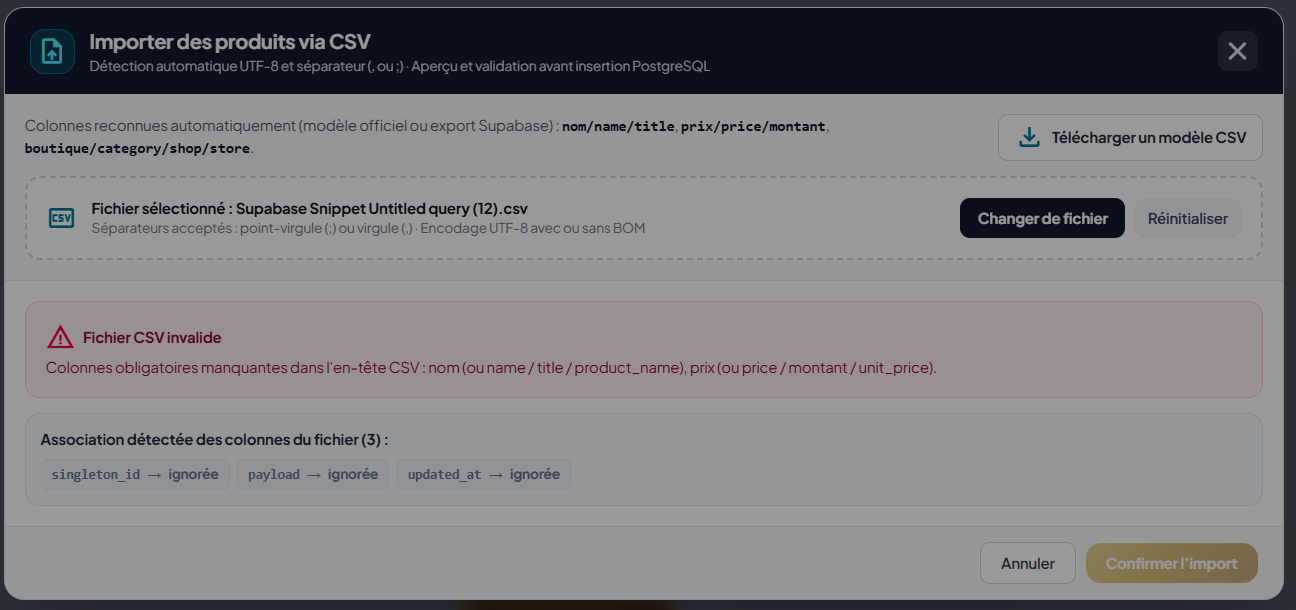 Importer des produits via CSV
Détection automatique UTF-8 et séparateur (, ou ;) · Aperçu et validation avant insertion PostgreSQL
Colonnes reconnues automatiquement (modèle officiel ou export Supabase) : nom/name/title, prix/price/montant,
boutique/category/shop/store.
Télécharger un modèle CSV
CSV
Fichier sélectionné : Supabase Snippet Untitled query (12).csv
Séparateurs acceptés : point-virgule (;) ou virgule (,) · Encodage UTF-8 avec ou sans BOM
Changer de fichier
Réinitialiser
Fichier CSV invalide
Colonnes obligatoires manquantes dans l'en-tête CSV : nom (ou name / title / product_name), prix (ou price / montant / unit_price).
Association détectée des colonnes du fichier (3) :
singleton_id → ignorée payload → ignorée updated_at → ignorée
Annuler
Confirmer l'import